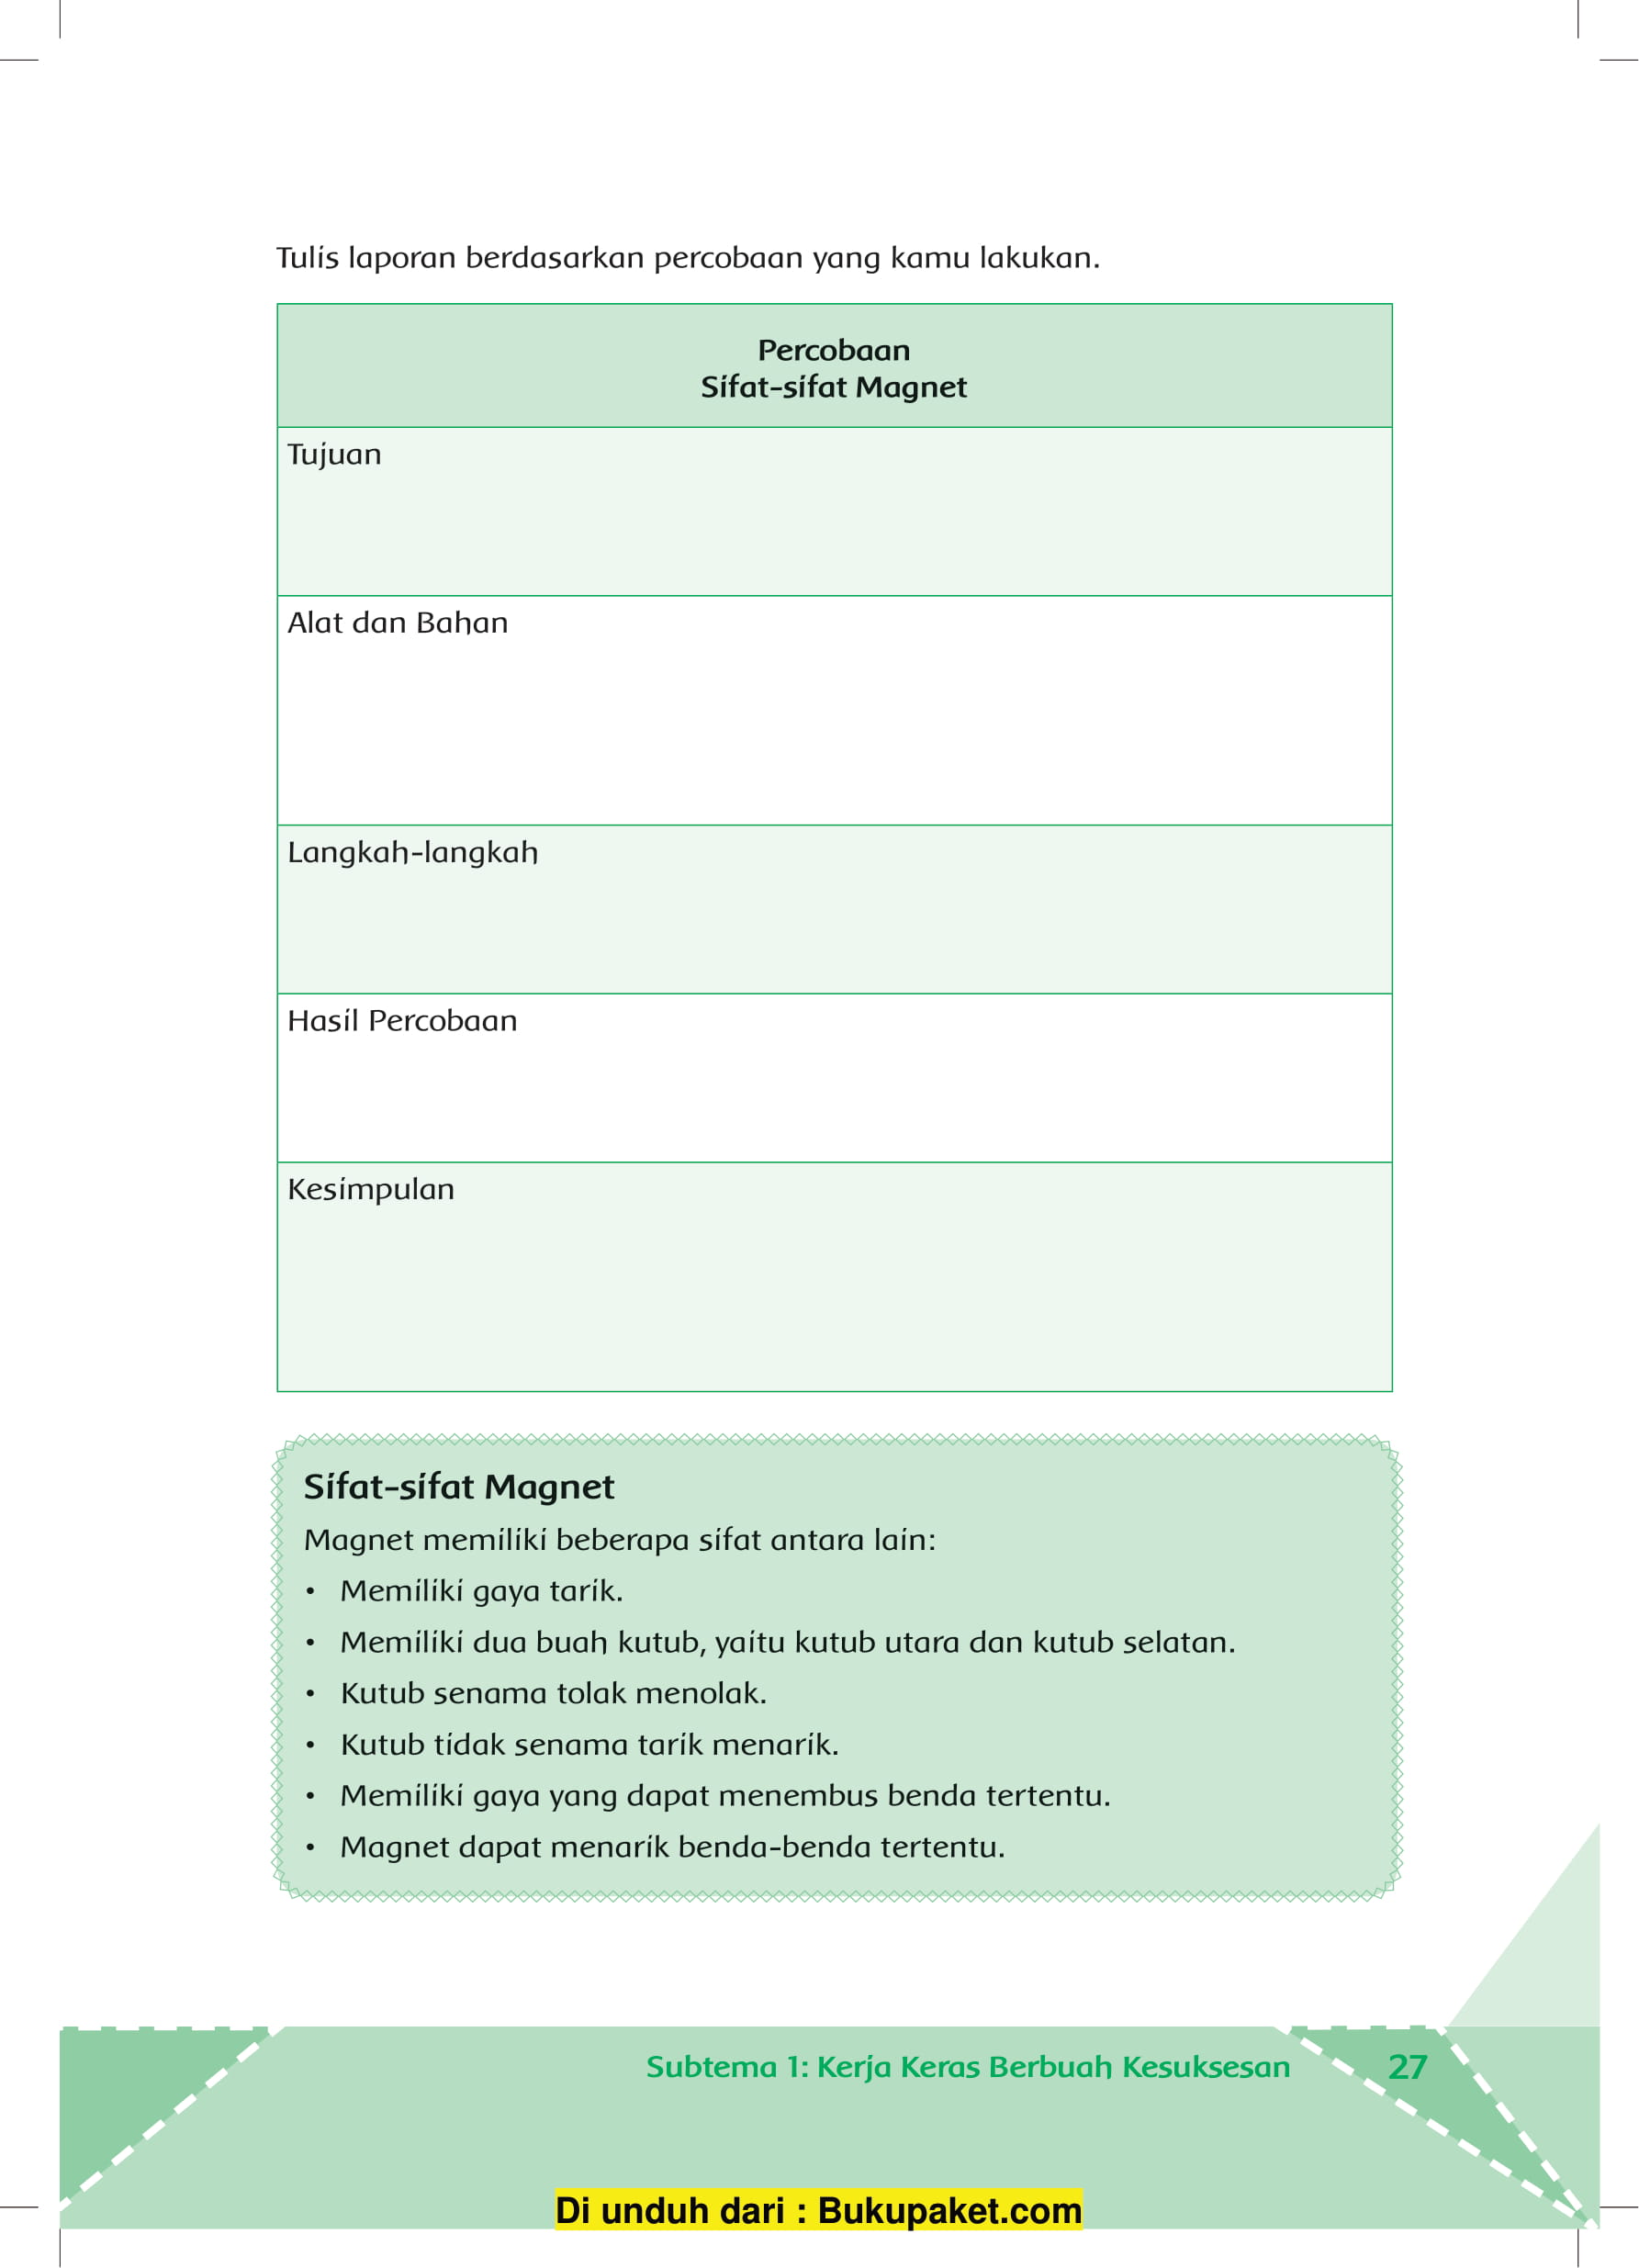 Tulis laporan berdasarkan percobaan yang kamu lakukan.
Percobaan
Sifat-sifat Magnet
Tujuan
Alat dan Bahan
Langkah-langkah
Hasil Percobaan
Kesimpulan
Sifat-sifat Magnet
Magnet memiliki beberapa sifat antara lain:
• Memiliki gaya tarik.
• Memiliki dua buah kutub, yaitu kutub utara dan kutub selatan.
• Kutub senama tolak menolak.
• Kutub tidak senama tarik menarik.
• Memiliki gaya yang dapat menembus benda tertentu.
• Magnet dapat menarik benda-benda tertentu.
Subtema 1: Kerja Keras Berbuah Kesuksesan 27
Di unduh dari : Bukupaket.com